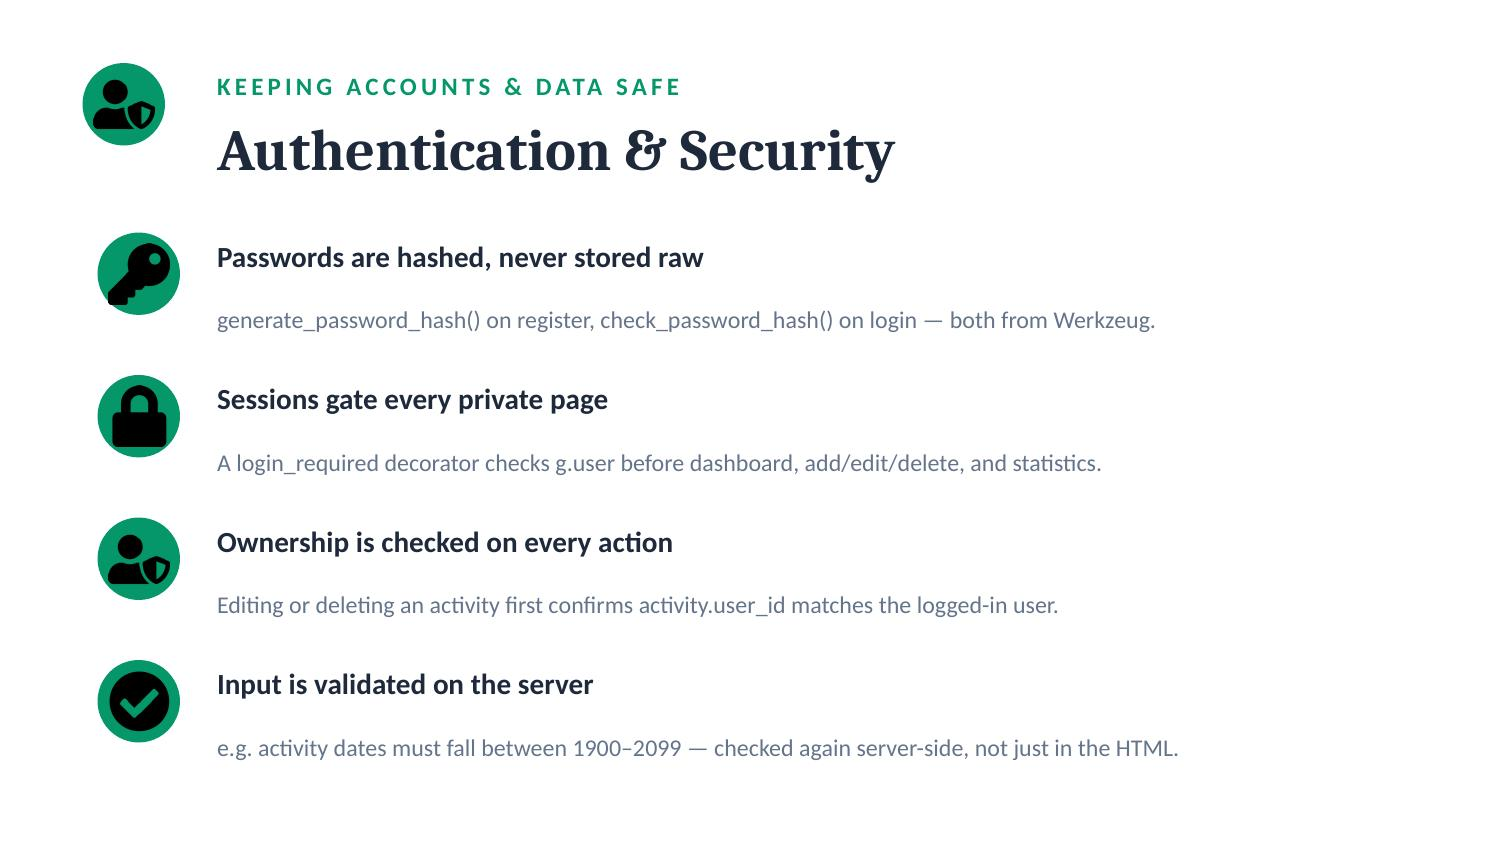 KEEPING ACCOUNTS & DATA SAFE
Authentication & Security
Passwords are hashed, never stored raw
generate_password_hash() on register, check_password_hash() on login — both from Werkzeug.
Sessions gate every private page
A login_required decorator checks g.user before dashboard, add/edit/delete, and statistics.
Ownership is checked on every action
Editing or deleting an activity first confirms activity.user_id matches the logged-in user.
Input is validated on the server
e.g. activity dates must fall between 1900–2099 — checked again server-side, not just in the HTML.